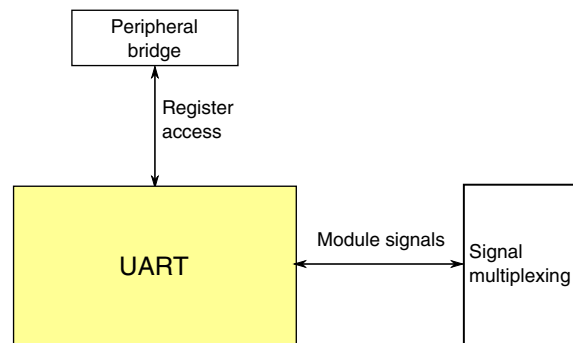 Peripheral
bridge
Register
access
UART
Module signals
Signal
multiplexing